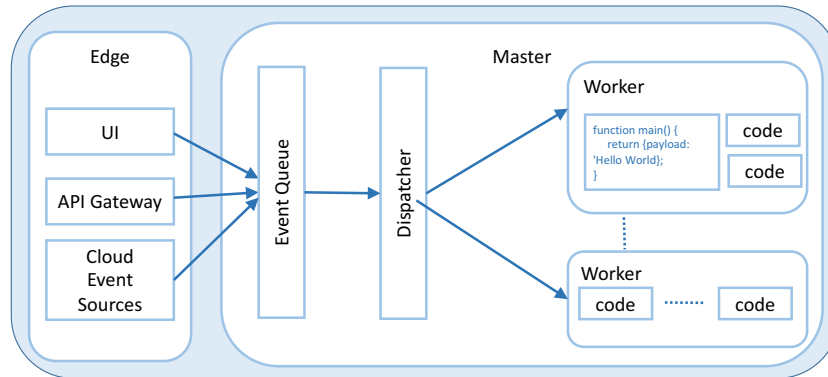 Edge
UI
API Gateway
Cloud
Event
Sources
Master
Event Queue
Dispatcher
Worker
function main() {
return {payload:
'Hello World};
}
code
code
Worker
code
code